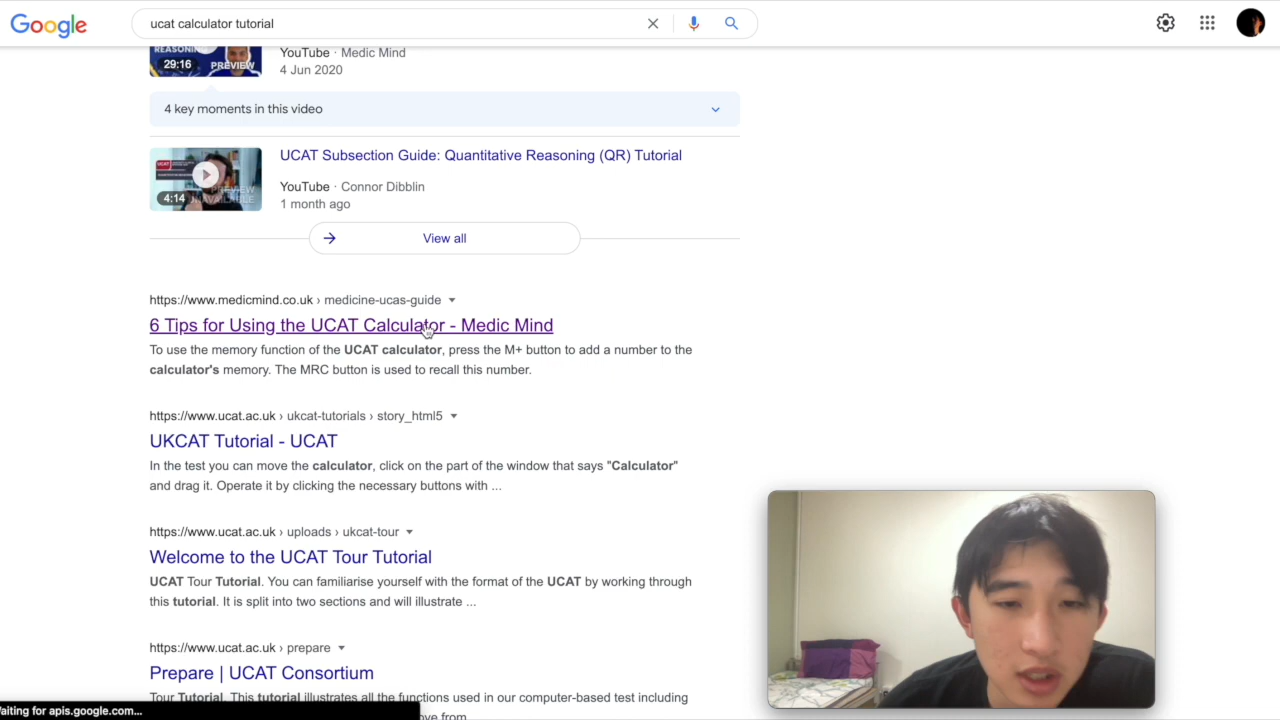 Google
ucat calculator tutorial
REASONING
29:16
PREVIEW
YouTube · Medic Mind
4 Jun 2020
4 key moments in this video
UCAT Subsection Guide: Quantitative Reasoning (QR) Tutorial
PREVIEW
UNAVAILABLE
4:14
YouTube · Connor Dibblin
1 month ago
View all
https://www.medicmind.co.uk › medicine-ucas-guide
6 Tips for Using the UCAT Calculator - Medic Mind
To use the memory function of the UCAT calculator, press the M+ button to add a number to the
calculator's memory. The MRC button is used to recall this number.
https://www.ucat.ac.uk › ukcat-tutorials › story_html5
UKCAT Tutorial - UCAT
In the test you can move the calculator, click on the part of the window that says "Calculator"
and drag it. Operate it by clicking the necessary buttons with ...
https://www.ucat.ac.uk › uploads › ukcat-tour
Welcome to the UCAT Tour Tutorial
UCAT Tour Tutorial. You can familiarise yourself with the format of the UCAT by working through
this tutorial. It is split into two sections and will illustrate ...
https://www.ucat.ac.uk › prepare
Prepare | UCAT Consortium
Tour Tutorial. This tutorial illustrates all the functions used in our computer-based test including
ove from
Waiting for apis.google.com...